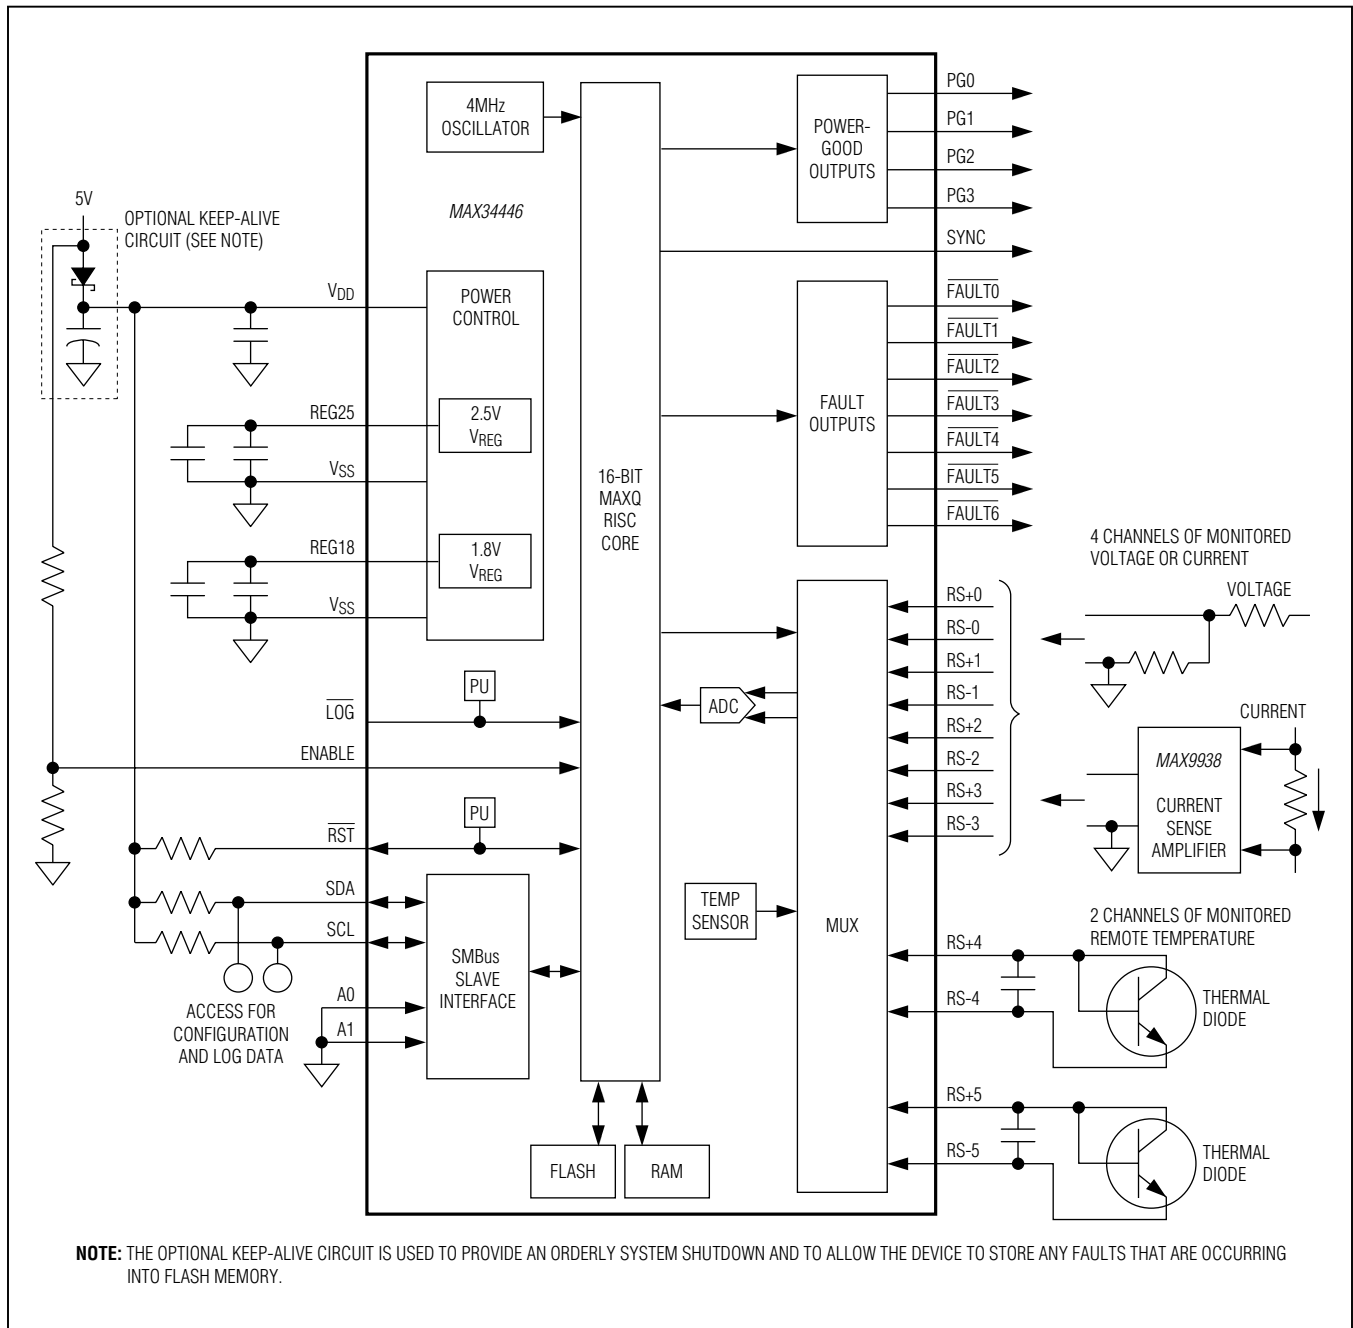 4MHz
OSCILLATOR
MAX34446
5V
OPTIONAL KEEP-ALIVE
CIRCUIT (SEE NOTE)
VDD
POWER
CONTROL
REG25
2.5V
VREG
VSS
REG18
1.8V
VREG
VSS
PU
LOG
ENABLE
PU
RST
SDA
SCL
A0
A1
SMBus
SLAVE
INTERFACE
ACCESS FOR
CONFIGURATION
AND LOG DATA
16-BIT
MAXQ
RISC
CORE
FLASH
RAM
POWER-
GOOD
OUTPUTS
PG0
PG1
PG2
PG3
SYNC
FAULT
OUTPUTS
FAULT0
FAULT1
FAULT2
FAULT3
FAULT4
FAULT5
FAULT6
ADC
TEMP
SENSOR
MUX
RS+0
RS-0
RS+1
RS-1
RS+2
RS-2
RS+3
RS-3
RS+4
RS-4
RS+5
RS-5
4 CHANNELS OF MONITORED
VOLTAGE OR CURRENT
VOLTAGE
CURRENT
MAX9938
CURRENT
SENSE
AMPLIFIER
2 CHANNELS OF MONITORED
REMOTE TEMPERATURE
THERMAL
DIODE
THERMAL
DIODE
NOTE: THE OPTIONAL KEEP-ALIVE CIRCUIT IS USED TO PROVIDE AN ORDERLY SYSTEM SHUTDOWN AND TO ALLOW THE DEVICE TO STORE ANY FAULTS THAT ARE OCCURRING
INTO FLASH MEMORY.